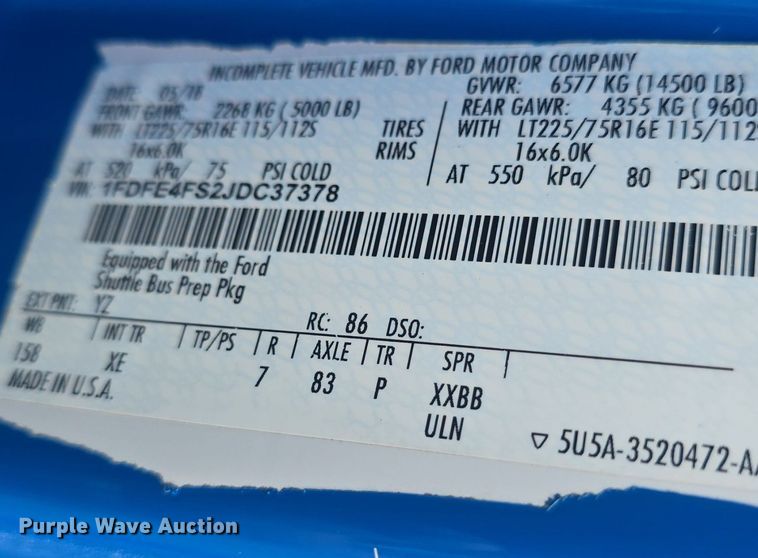 INCOMPLETE VEHICLE MFD. BY FORD MOTOR COMPANY
DATE: 05/18 GVWR: 6577 KG (14500 LB)
FRONT GAWR: 2268 KG ( 5000 LB) REAR GAWR: 4355 KG ( 9600
WITH LT225/75R16E 115/112S TIRES WITH LT225/75R16E 115/112S
16x6.0K RIMS 16x6.0K
AT 520 kPa/ 75 PSI COLD AT 550 kPa/ 80 PSI COLD
VIN: 1FDFE4FS2JDC37378
Equipped with the Ford
Shuttle Bus Prep Pkg
EXT PNT: YZ RC: 86 DSO:
WB INT TR TP/PS R AXLE TR SPR
158 XE 7 83 P XXBB
MADE IN U.S.A. ULN
▽ 5U5A-3520472-AA
Purple Wave Auction